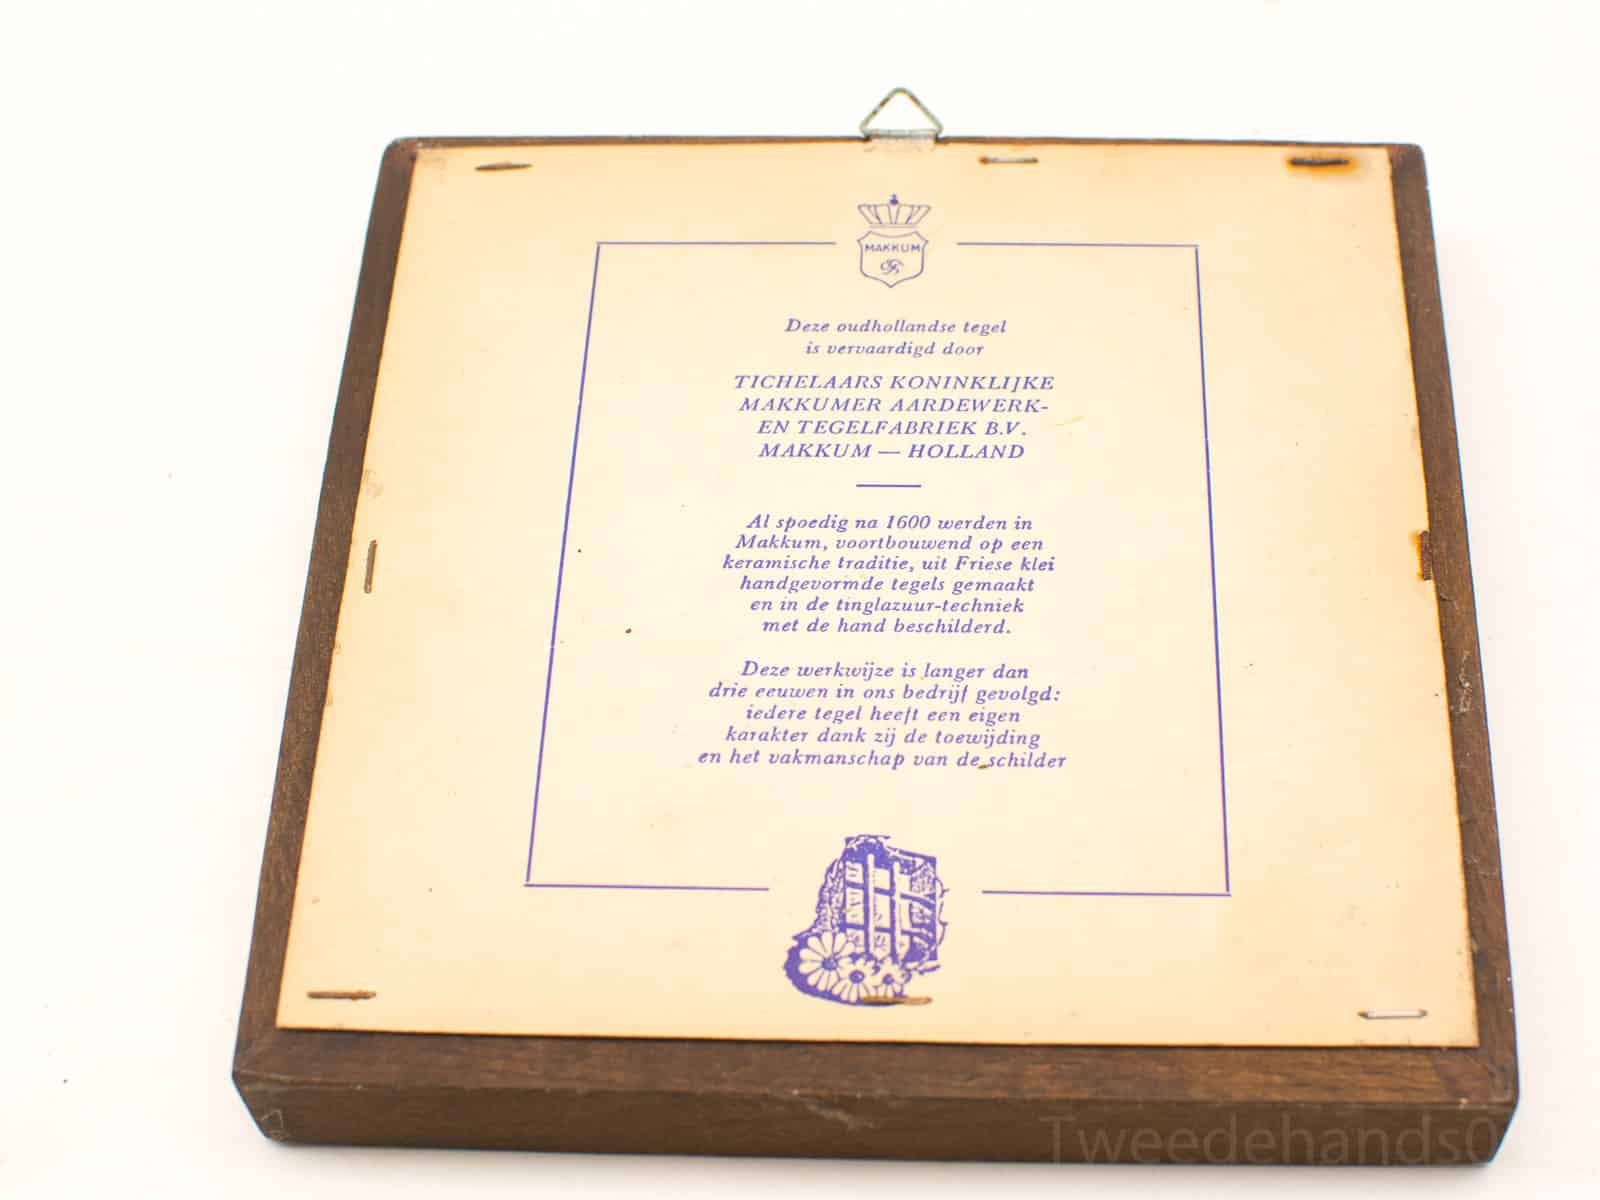 MAKKUM
Deze oudhollandse tegel
is vervaardigd door
TICHELAARS KONINKLIJKE
MAKKUMER AARDEWERK-
EN TEGELFABRIEK B.V.
MAKKUM — HOLLAND
Al spoedig na 1600 werden in
Makkum, voortbouwend op een
keramische traditie, uit Friese klei
handgevormde tegels gemaakt
en in de tinglazuur-techniek
met de hand beschilderd.
Deze werkwijze is langer dan
drie eeuwen in ons bedrijf gevolgd:
iedere tegel heeft een eigen
karakter dank zij de toewijding
en het vakmanschap van de schilder